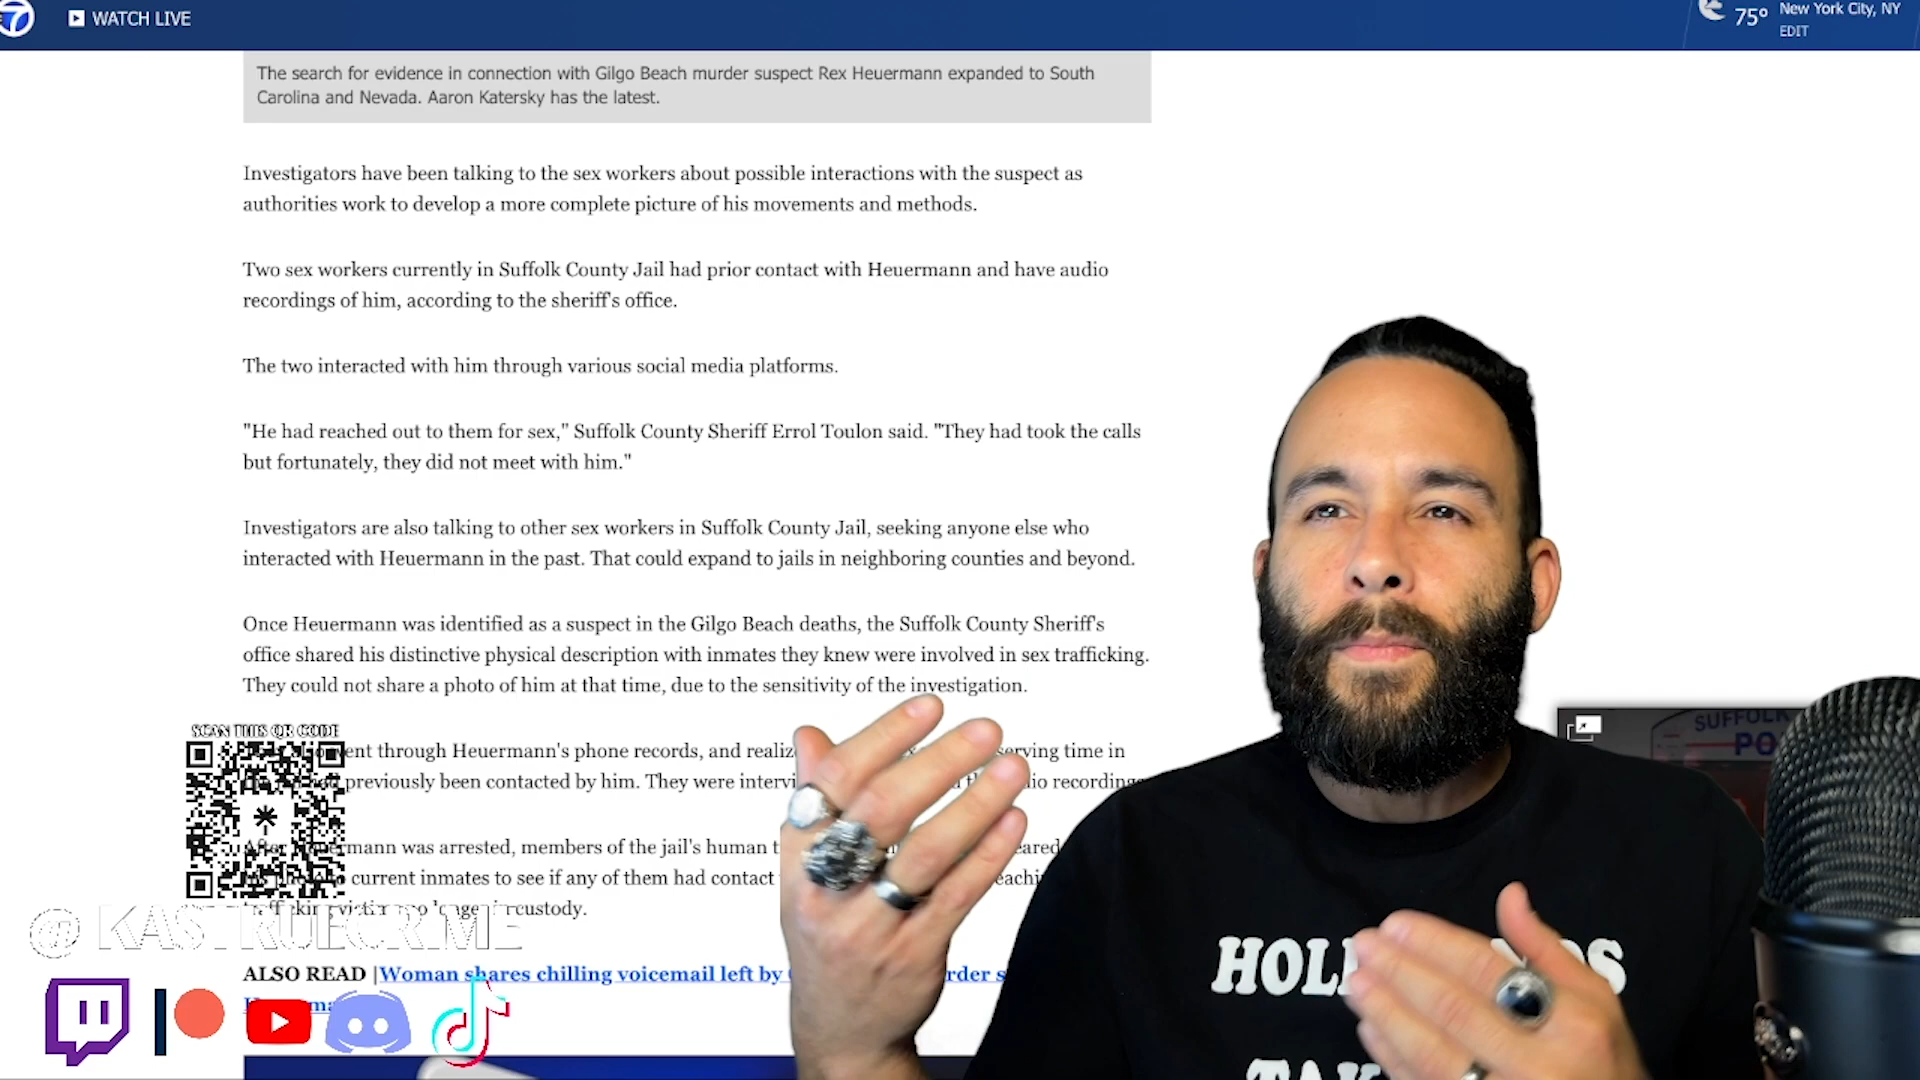 7
WATCH LIVE
75°
New York City, NY
EDIT
The search for evidence in connection with Gilgo Beach murder suspect Rex Heuermann expanded to South
Carolina and Nevada. Aaron Katersky has the latest.
Investigators have been talking to the sex workers about possible interactions with the suspect as
authorities work to develop a more complete picture of his movements and methods.
Two sex workers currently in Suffolk County Jail had prior contact with Heuermann and have audio
recordings of him, according to the sheriff's office.
The two interacted with him through various social media platforms.
"He had reached out to them for sex," Suffolk County Sheriff Errol Toulon said. "They had took the calls
but fortunately, they did not meet with him."
Investigators are also talking to other sex workers in Suffolk County Jail, seeking anyone else who
interacted with Heuermann in the past. That could expand to jails in neighboring counties and beyond.
Once Heuermann was identified as a suspect in the Gilgo Beach deaths, the Suffolk County Sheriff's
office shared his distinctive physical description with inmates they knew were involved in sex trafficking.
They could not share a photo of him at that time, due to the sensitivity of the investigation.
SCAN THIS QR CODE
through Heuermann's phone records, and serving time in
previously been contacted by him. They were recordings
was arrested, members of the jail's human
current inmates to see if any of them had contact
custody.
@KASTRUECRIME
ALSO READ | Woman shares chilling voicemail left by
SUFFOLK
PO
HOL
TAK